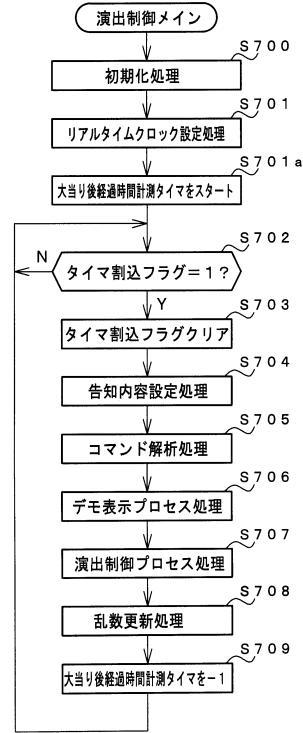 演出制御メイン
S700
初期化処理
S701
リアルタイムクロック設定処理
S701a
大当り後経過時間計測タイマをスタート
S702
N
タイマ割込フラグ＝1？
Y
S703
タイマ割込フラグクリア
S704
告知内容設定処理
S705
コマンド解析処理
S706
デモ表示プロセス処理
S707
演出制御プロセス処理
S708
乱数更新処理
S709
大当り後経過時間計測タイマを－1